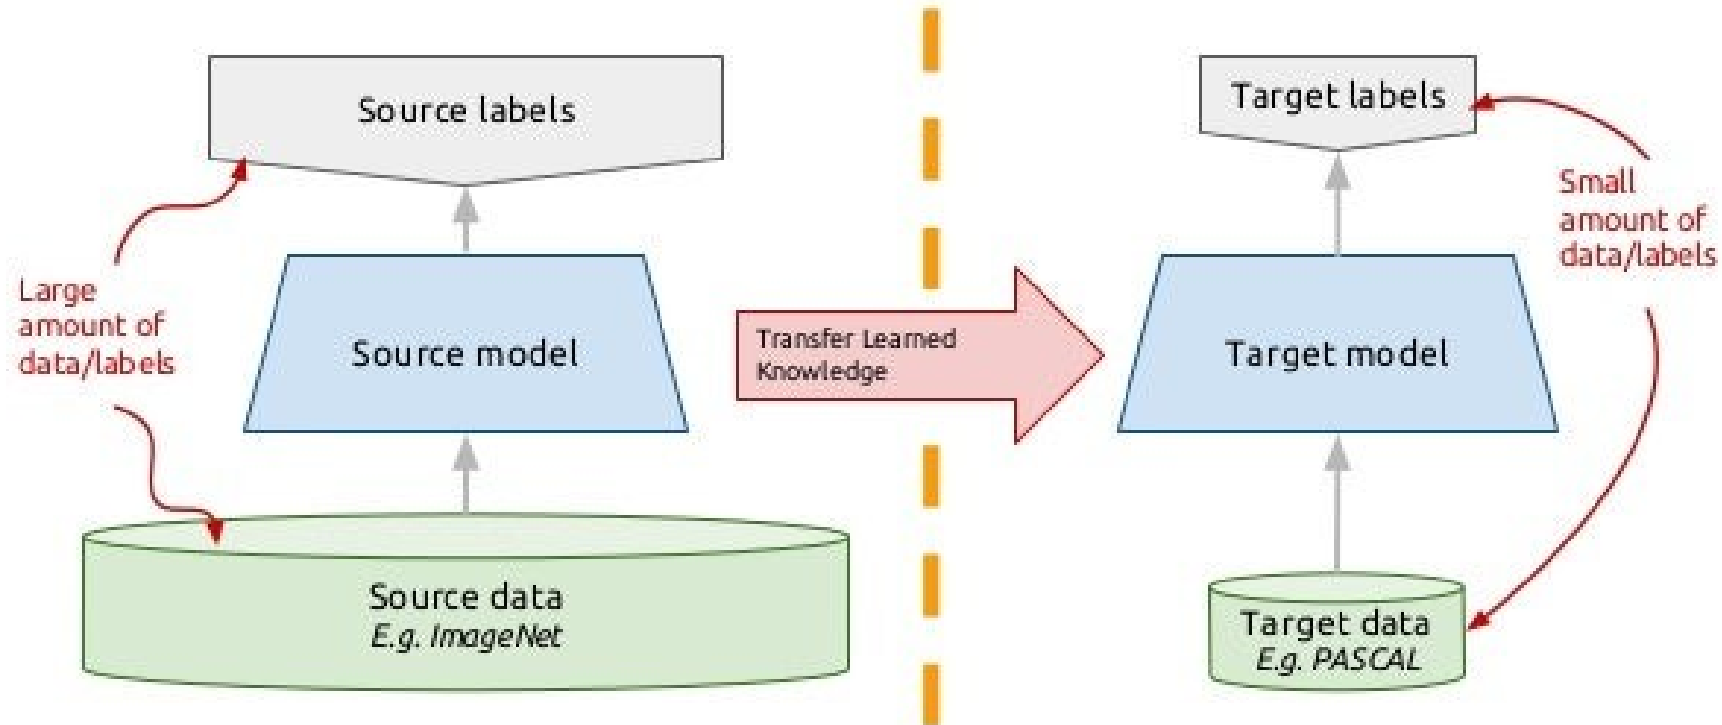 Source labels
Large
amount of
data/labels
Source model
Source data
E.g. ImageNet
Transfer Learned
Knowledge
Target labels
Small
amount of
data/labels
Target model
Target data
E.g. PASCAL